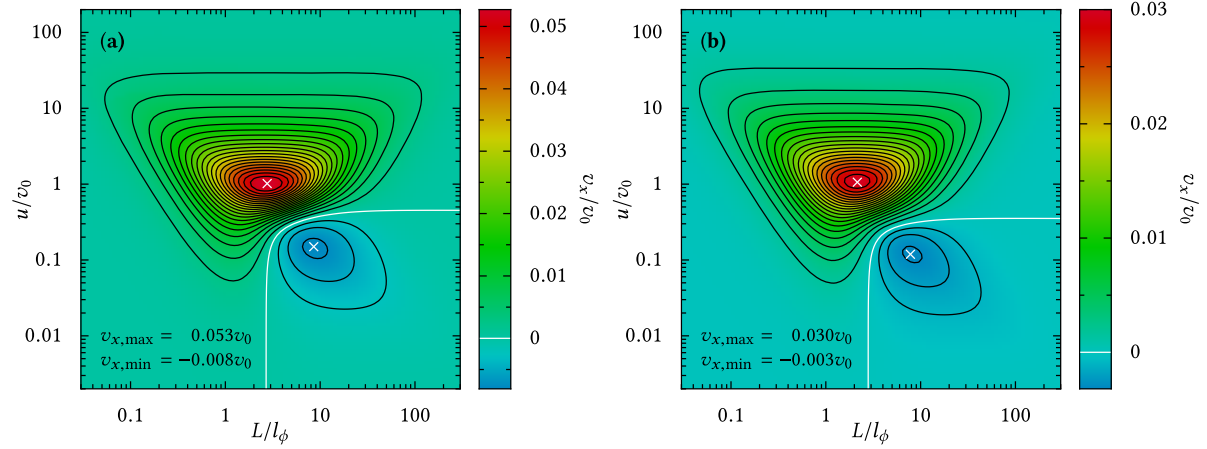 (a)
100
10
1
0.1
0.01
u/v₀
vₓ,max = 0.053v₀
vₓ,min = −0.008v₀
0.1
1
10
100
L/lϕ
0.05
0.04
0.03
0.02
0.01
0
vₓ/v₀
(b)
100
10
1
0.1
0.01
u/v₀
vₓ,max = 0.030v₀
vₓ,min = −0.003v₀
0.1
1
10
100
L/lϕ
0.03
0.02
0.01
0
vₓ/v₀